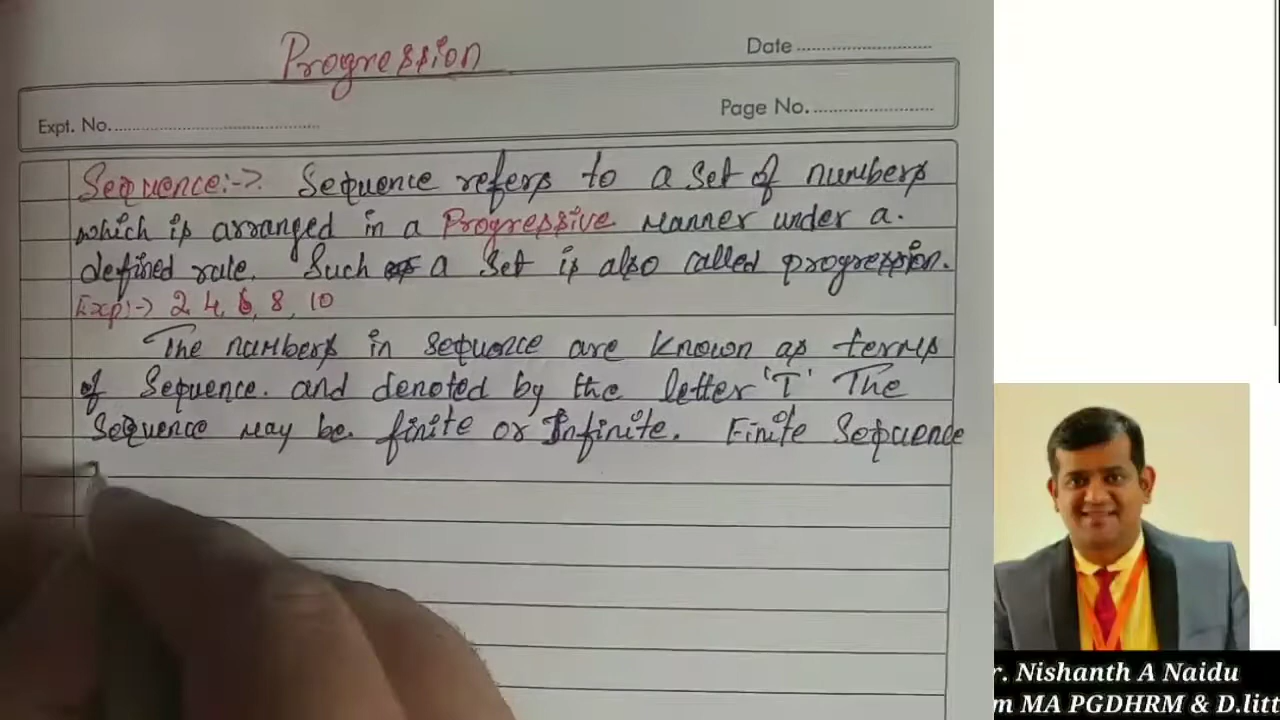 Progression
Date
Page No.
Expt. No.
Sequence:-> Sequence refers to a set of numbers
which is arranged in a Progressive manner under a.
defined rule. Such a set is also called progression.
Exp:-> 2, 4, 6, 8, 10
The numbers in sequence are known as terms
of sequence. and denoted by the letter 'T' The
Sequence may be finite or Infinite. Finite Sequence
r. Nishanth A Naidu
m MA PGDHRM & D.litt